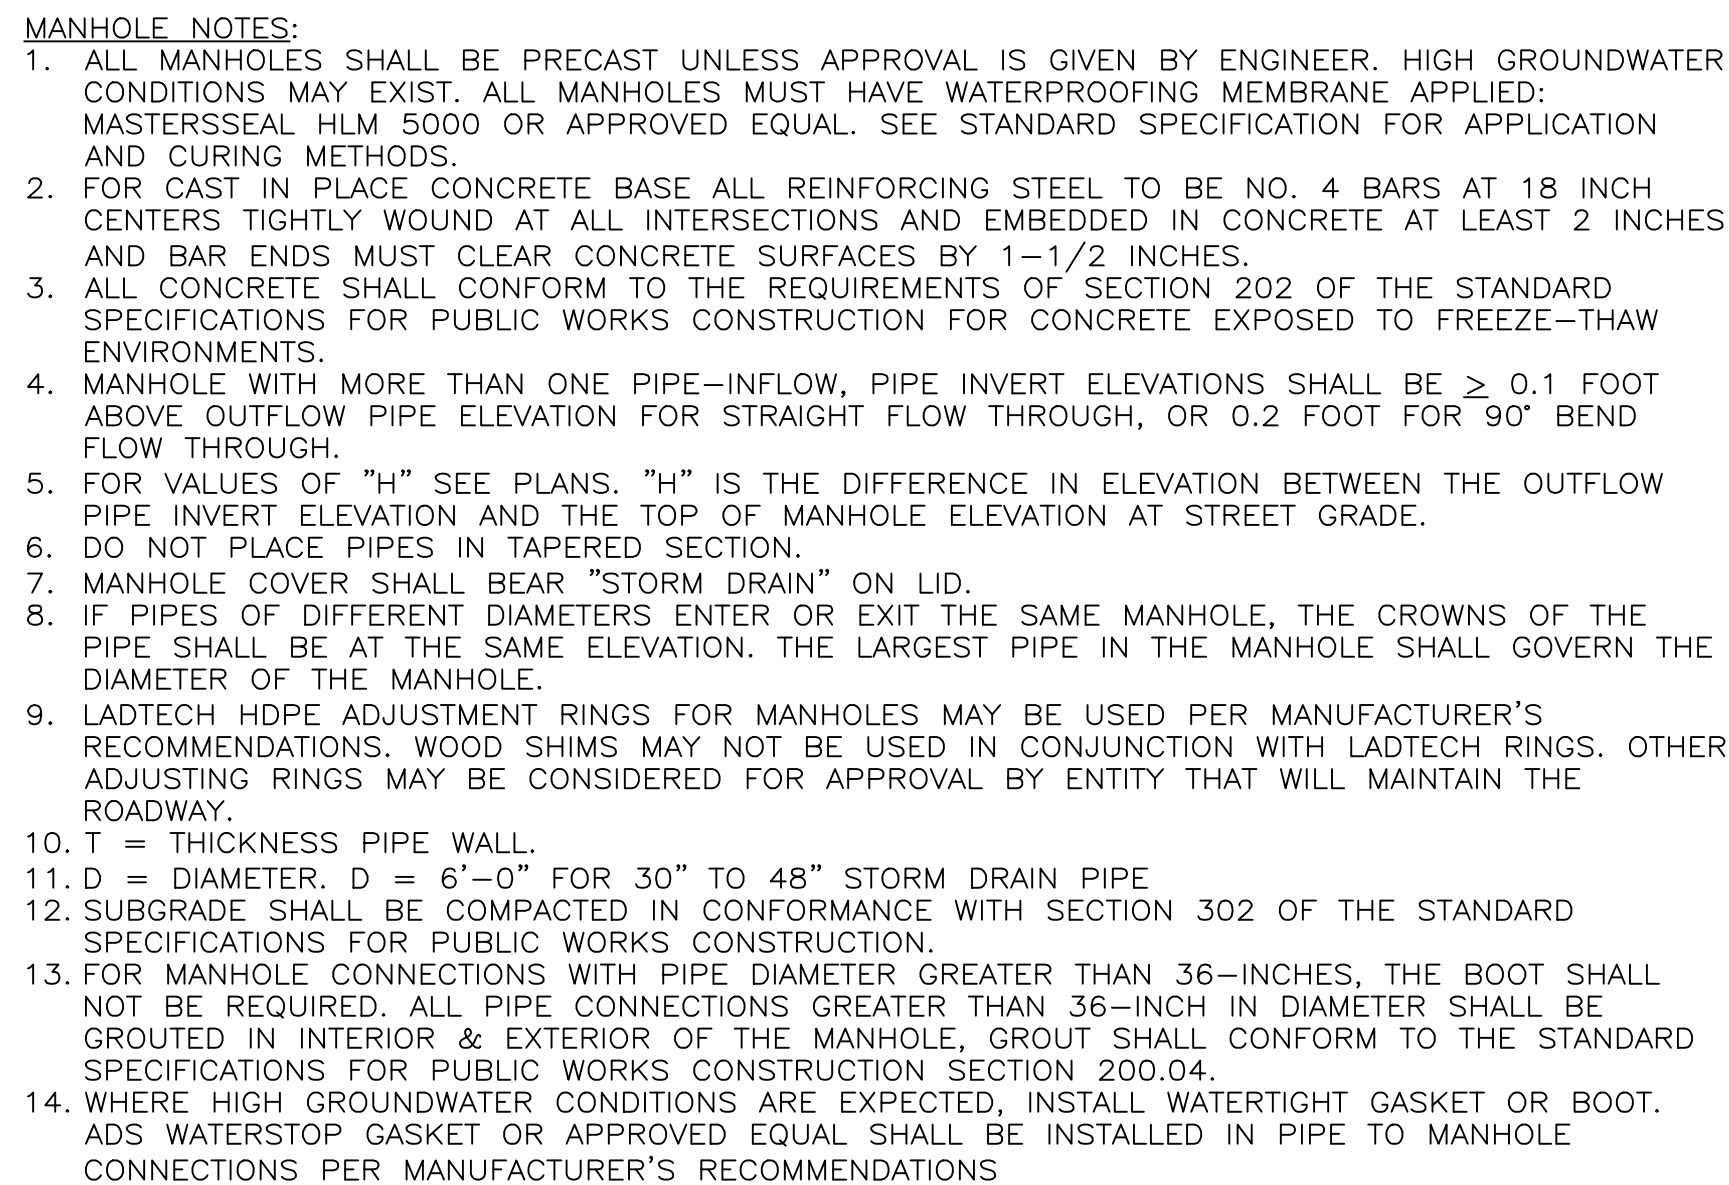 MANHOLE NOTES:
1. ALL MANHOLES SHALL BE PRECAST UNLESS APPROVAL IS GIVEN BY ENGINEER. HIGH GROUNDWATER
CONDITIONS MAY EXIST. ALL MANHOLES MUST HAVE WATERPROOFING MEMBRANE APPLIED:
MASTERSSEAL HLM 5000 OR APPROVED EQUAL. SEE STANDARD SPECIFICATION FOR APPLICATION
AND CURING METHODS.
2. FOR CAST IN PLACE CONCRETE BASE ALL REINFORCING STEEL TO BE NO. 4 BARS AT 18 INCH
CENTERS TIGHTLY WOUND AT ALL INTERSECTIONS AND EMBEDDED IN CONCRETE AT LEAST 2 INCHES
AND BAR ENDS MUST CLEAR CONCRETE SURFACES BY 1-1/2 INCHES.
3. ALL CONCRETE SHALL CONFORM TO THE REQUIREMENTS OF SECTION 202 OF THE STANDARD
SPECIFICATIONS FOR PUBLIC WORKS CONSTRUCTION FOR CONCRETE EXPOSED TO FREEZE-THAW
ENVIRONMENTS.
4. MANHOLE WITH MORE THAN ONE PIPE-INFLOW, PIPE INVERT ELEVATIONS SHALL BE ≥ 0.1 FOOT
ABOVE OUTFLOW PIPE ELEVATION FOR STRAIGHT FLOW THROUGH, OR 0.2 FOOT FOR 90° BEND
FLOW THROUGH.
5. FOR VALUES OF "H" SEE PLANS. "H" IS THE DIFFERENCE IN ELEVATION BETWEEN THE OUTFLOW
PIPE INVERT ELEVATION AND THE TOP OF MANHOLE ELEVATION AT STREET GRADE.
6. DO NOT PLACE PIPES IN TAPERED SECTION.
7. MANHOLE COVER SHALL BEAR "STORM DRAIN" ON LID.
8. IF PIPES OF DIFFERENT DIAMETERS ENTER OR EXIT THE SAME MANHOLE, THE CROWNS OF THE
PIPE SHALL BE AT THE SAME ELEVATION. THE LARGEST PIPE IN THE MANHOLE SHALL GOVERN THE
DIAMETER OF THE MANHOLE.
9. LADTECH HDPE ADJUSTMENT RINGS FOR MANHOLES MAY BE USED PER MANUFACTURER'S
RECOMMENDATIONS. WOOD SHIMS MAY NOT BE USED IN CONJUNCTION WITH LADTECH RINGS. OTHER
ADJUSTING RINGS MAY BE CONSIDERED FOR APPROVAL BY ENTITY THAT WILL MAINTAIN THE
ROADWAY.
10. T = THICKNESS PIPE WALL.
11. D = DIAMETER. D = 6'-0" FOR 30" TO 48" STORM DRAIN PIPE
12. SUBGRADE SHALL BE COMPACTED IN CONFORMANCE WITH SECTION 302 OF THE STANDARD
SPECIFICATIONS FOR PUBLIC WORKS CONSTRUCTION.
13. FOR MANHOLE CONNECTIONS WITH PIPE DIAMETER GREATER THAN 36-INCHES, THE BOOT SHALL
NOT BE REQUIRED. ALL PIPE CONNECTIONS GREATER THAN 36-INCH IN DIAMETER SHALL BE
GROUTED IN INTERIOR & EXTERIOR OF THE MANHOLE, GROUT SHALL CONFORM TO THE STANDARD
SPECIFICATIONS FOR PUBLIC WORKS CONSTRUCTION SECTION 200.04.
14. WHERE HIGH GROUNDWATER CONDITIONS ARE EXPECTED, INSTALL WATERTIGHT GASKET OR BOOT.
ADS WATERSTOP GASKET OR APPROVED EQUAL SHALL BE INSTALLED IN PIPE TO MANHOLE
CONNECTIONS PER MANUFACTURER'S RECOMMENDATIONS